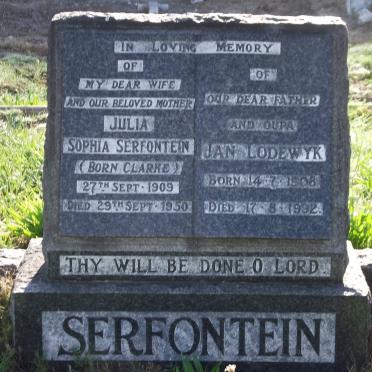 IN LOVING MEMORY
OF
MY DEAR WIFE
AND OUR BELOVED MOTHER
JULIA
SOPHIA SERFONTEIN
(BORN CLARKE)
27TH SEPT. 1909
DIED 29TH SEPT. 1950
OF
OUR DEAR FATHER
AND OUPA
JAN LODEWYK
BORN 14-7-1908
DIED 17-8-1992.
THY WILL BE DONE O LORD.
SERFONTEIN